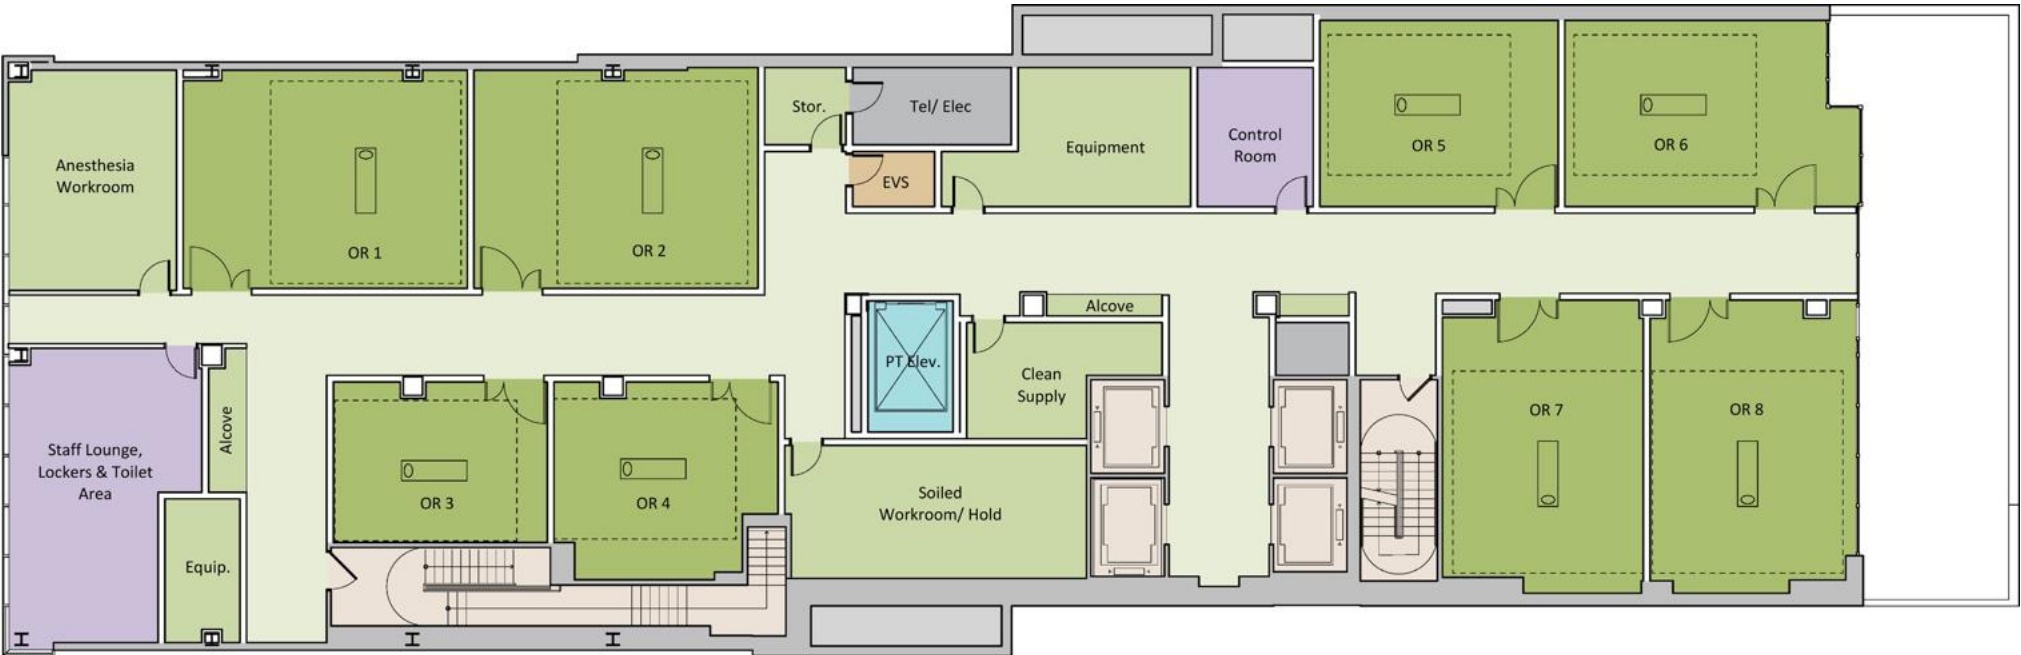 Anesthesia
Workroom
OR 1
OR 2
Stor.
Tel/ Elec
EVS
Equipment
Control
Room
OR 5
OR 6
Alcove
PT Elev.
Clean
Supply
Staff Lounge,
Lockers & Toilet
Area
Alcove
Equip.
OR 3
OR 4
Soiled
Workroom/ Hold
OR 7
OR 8